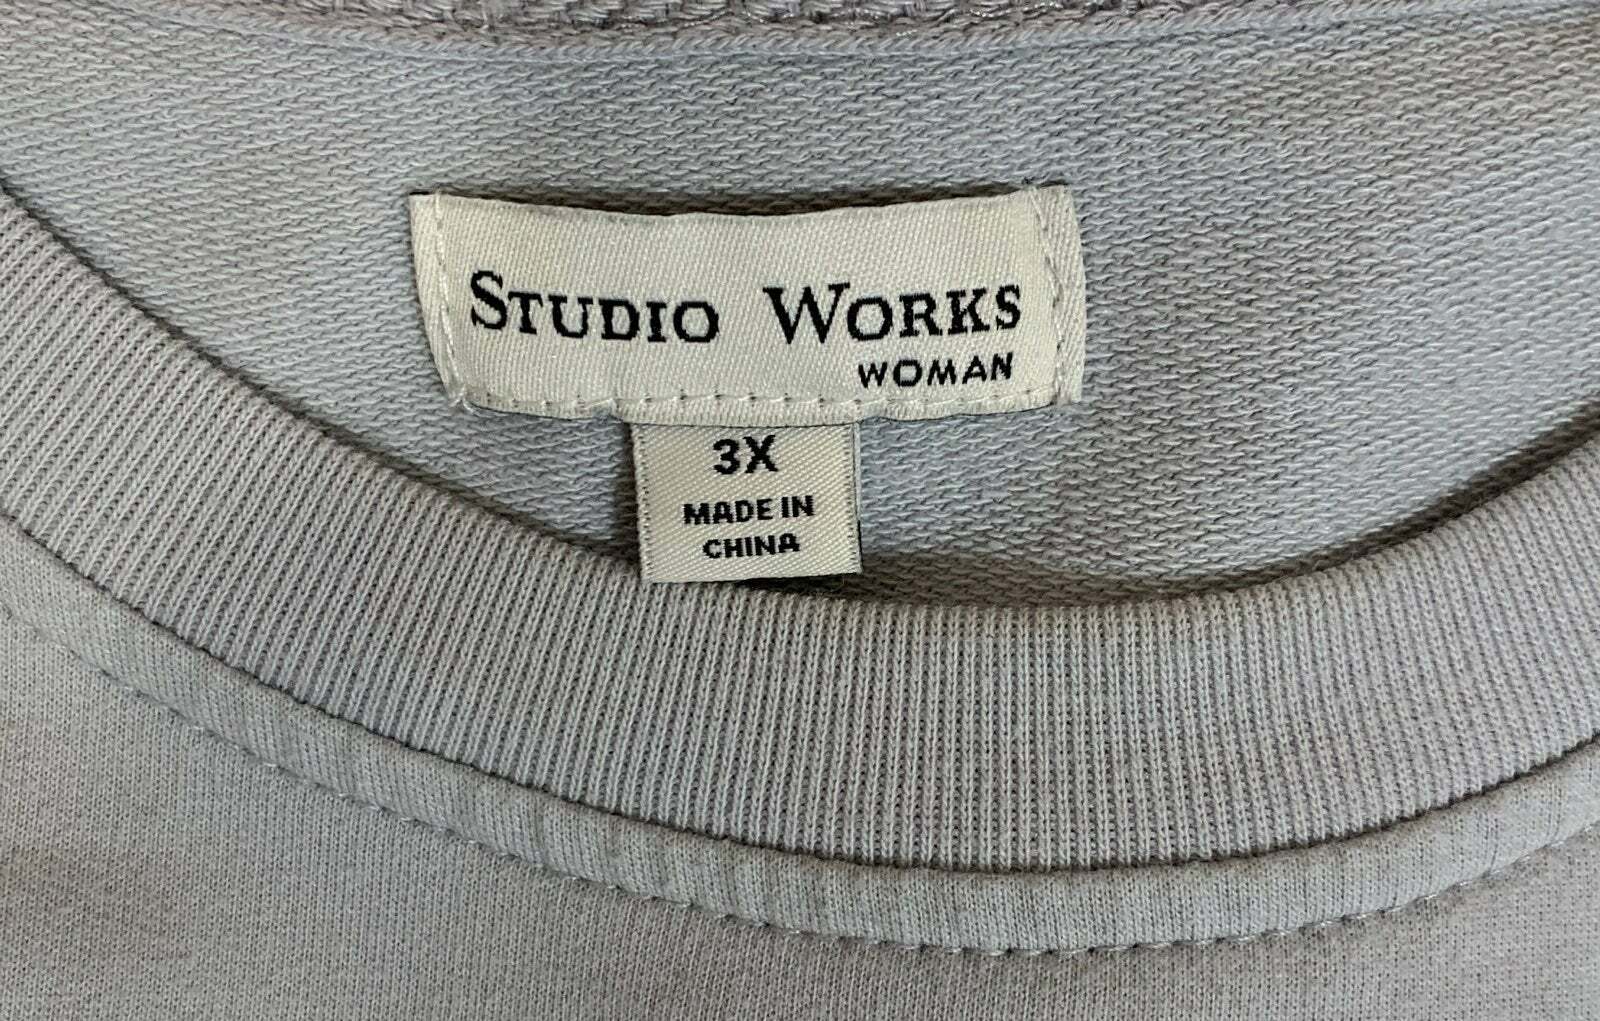 STUDIO WORKS
WOMAN
3X
MADE IN
CHINA